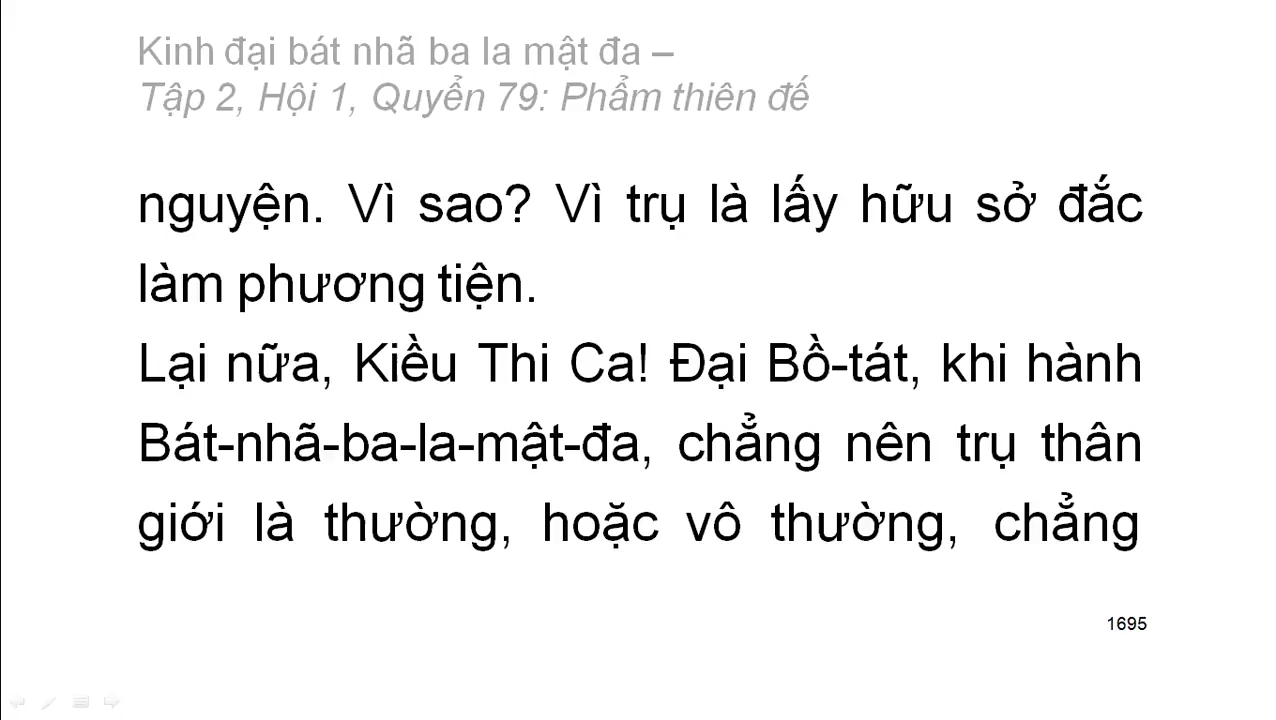 Kinh đại bát nhã ba la mật đa –
Tập 2, Hội 1, Quyển 79: Phẩm thiên đế
nguyện. Vì sao? Vì trụ là lấy hữu sở đắc
làm phương tiện.
Lại nữa, Kiều Thi Ca! Đại Bồ-tát, khi hành
Bát-nhã-ba-la-mật-đa, chẳng nên trụ thân
giới là thường, hoặc vô thường, chẳng
1695